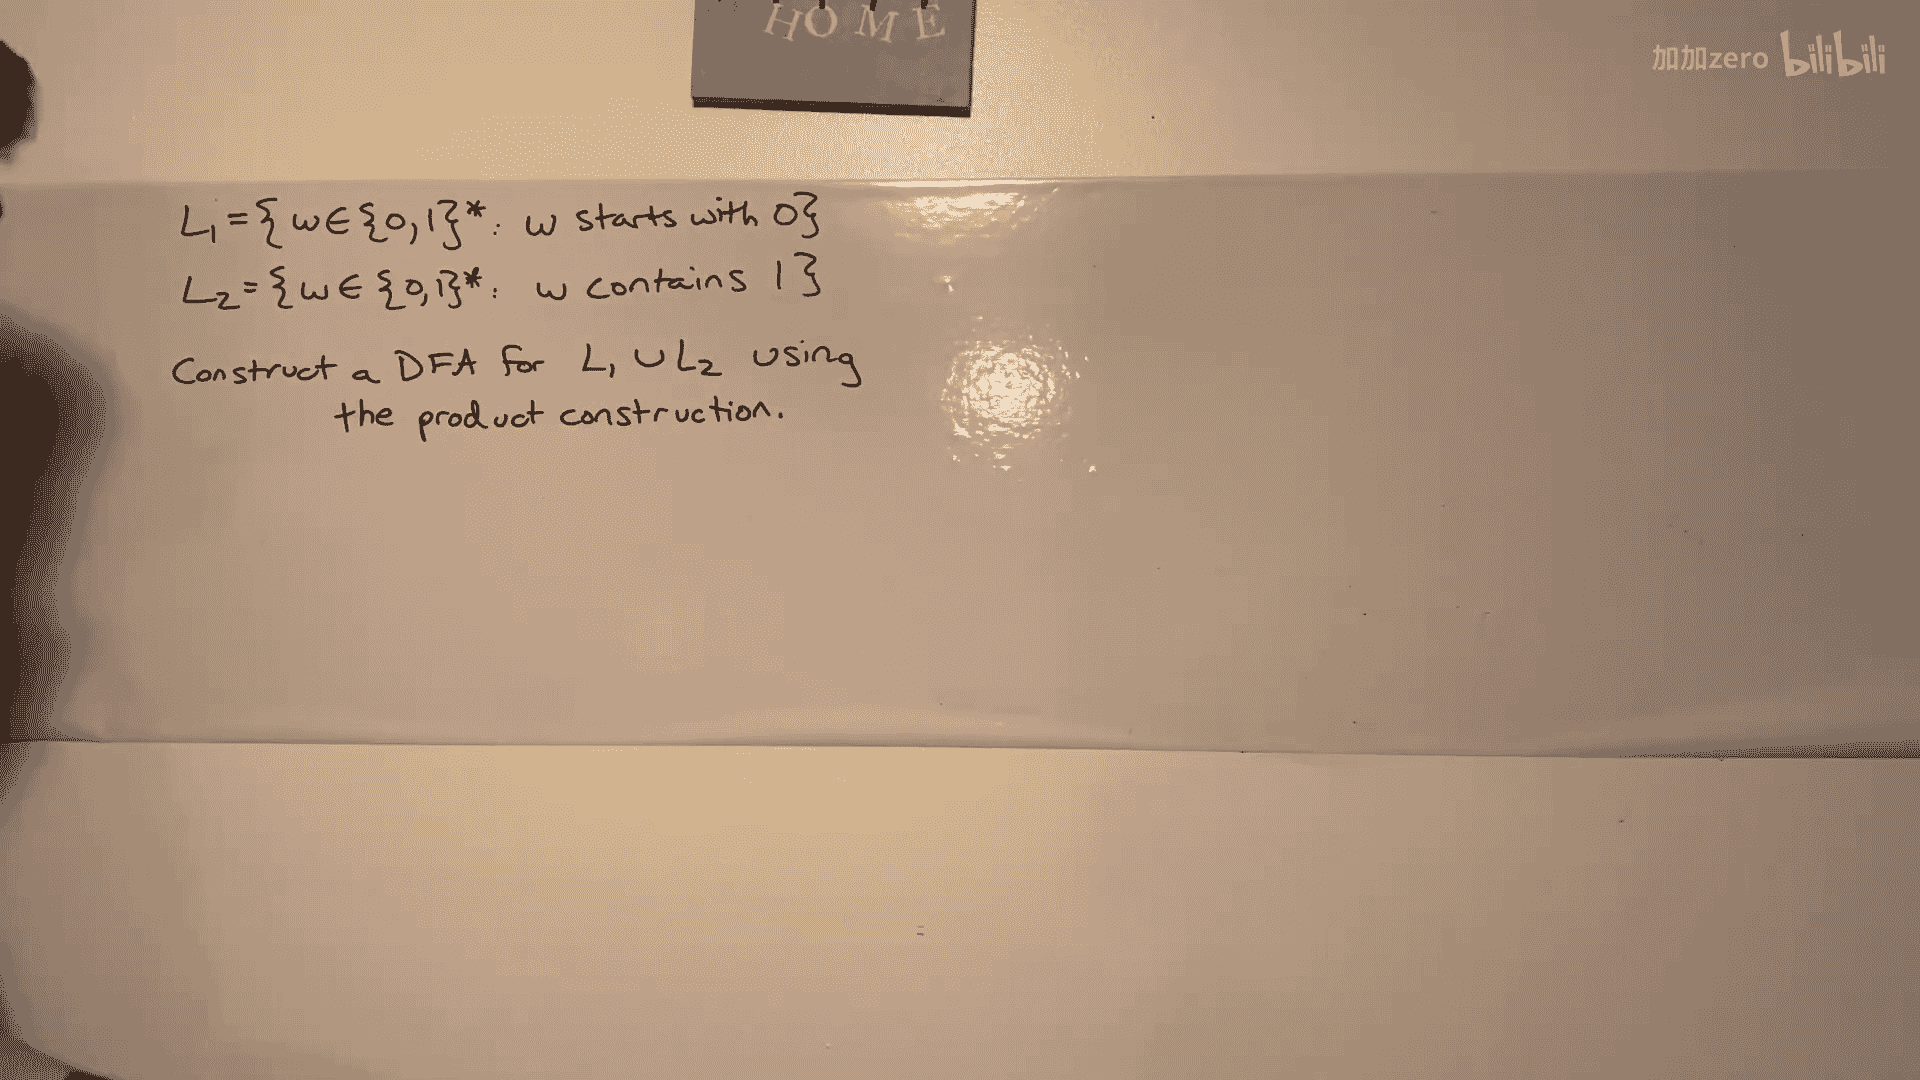 HOME
加加zero bilibili
L₁={w∈{0,1}*: w starts with 0}
L₂={w∈{0,1}*: w contains 1}
Construct a DFA for L₁∪L₂ using
the product construction.